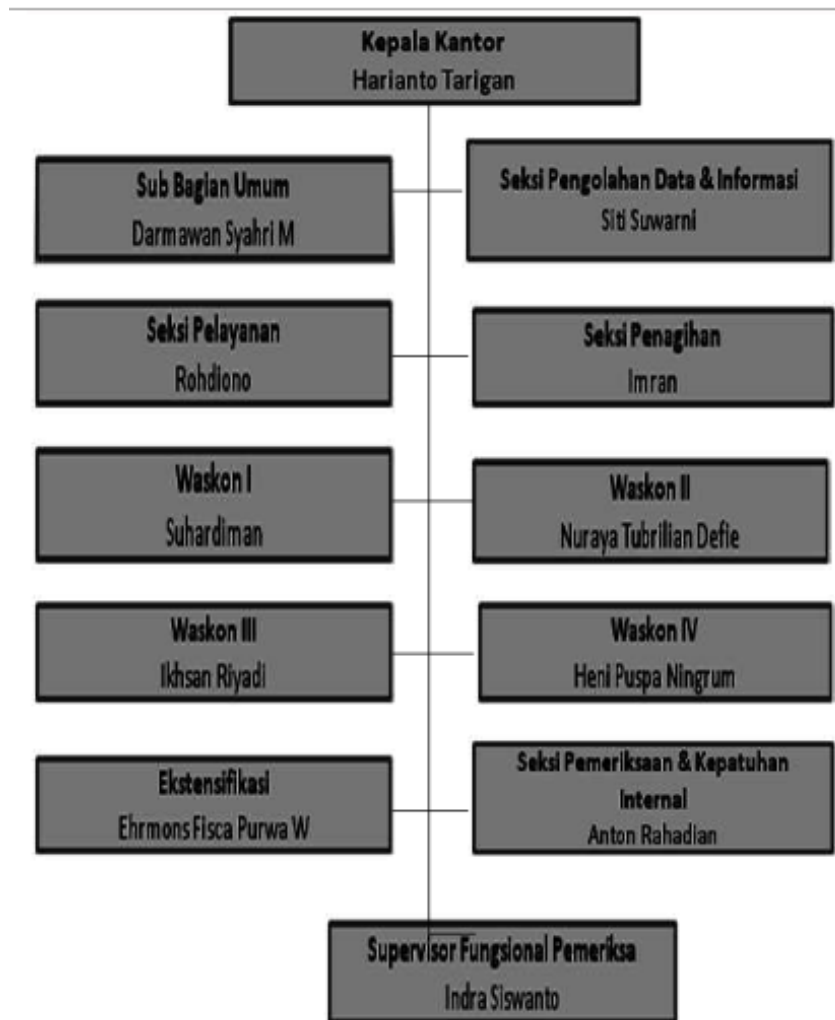 Kepala Kantor
Harianto Tarigan
Sub Bagian Umum
Darmawan Syahri M
Seksi Pengolahan Data & Informasi
Siti Suwarni
Seksi Pelayanan
Rohdiono
Seksi Penagihan
Imran
Waskon I
Suhardiman
Waskon II
Nuraya Tubrilian Defie
Waskon III
Ikhsan Riyadi
Waskon IV
Heni Puspa Ningrum
Ekstensifikasi
Ehrmons Fisca Purwa W
Seksi Pemeriksaan & Kepatuhan
Internal
Anton Rahadian
Supervisor Fungsional Pemeriksa
Indra Siswanto